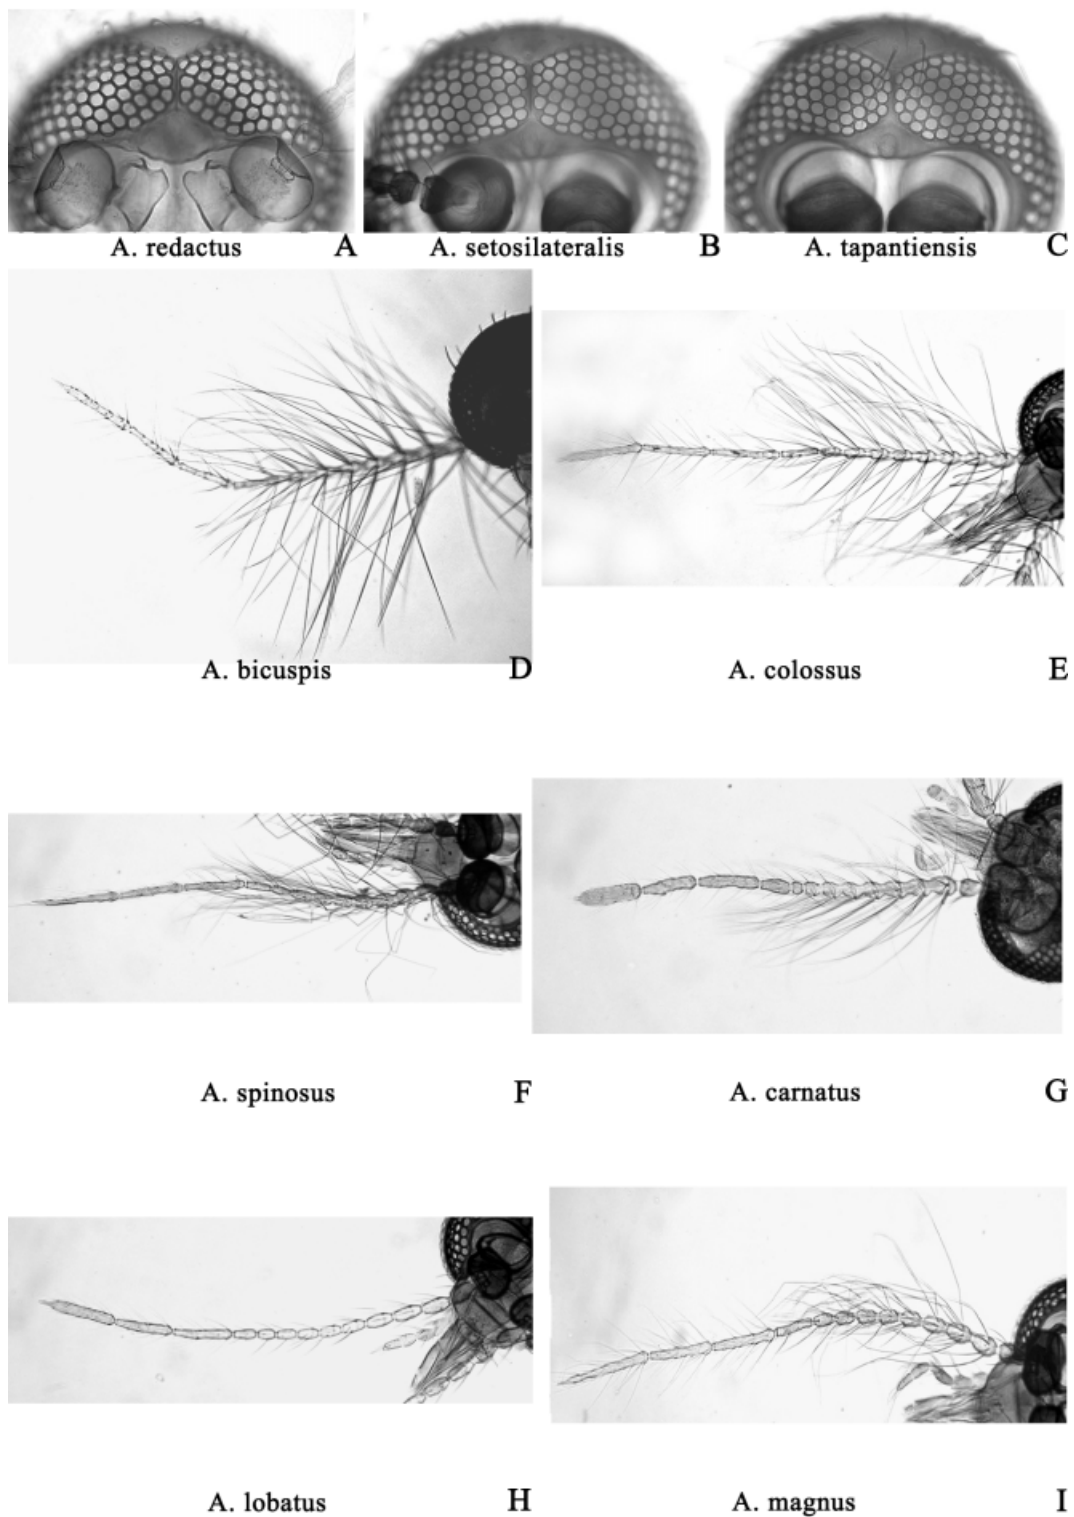 A. redactus A A. setosilateralis B A. tapantiensis C
A. bicuspis D A. colossus E
A. spinosus F A. carnatus G
A. lobatus H A. magnus I